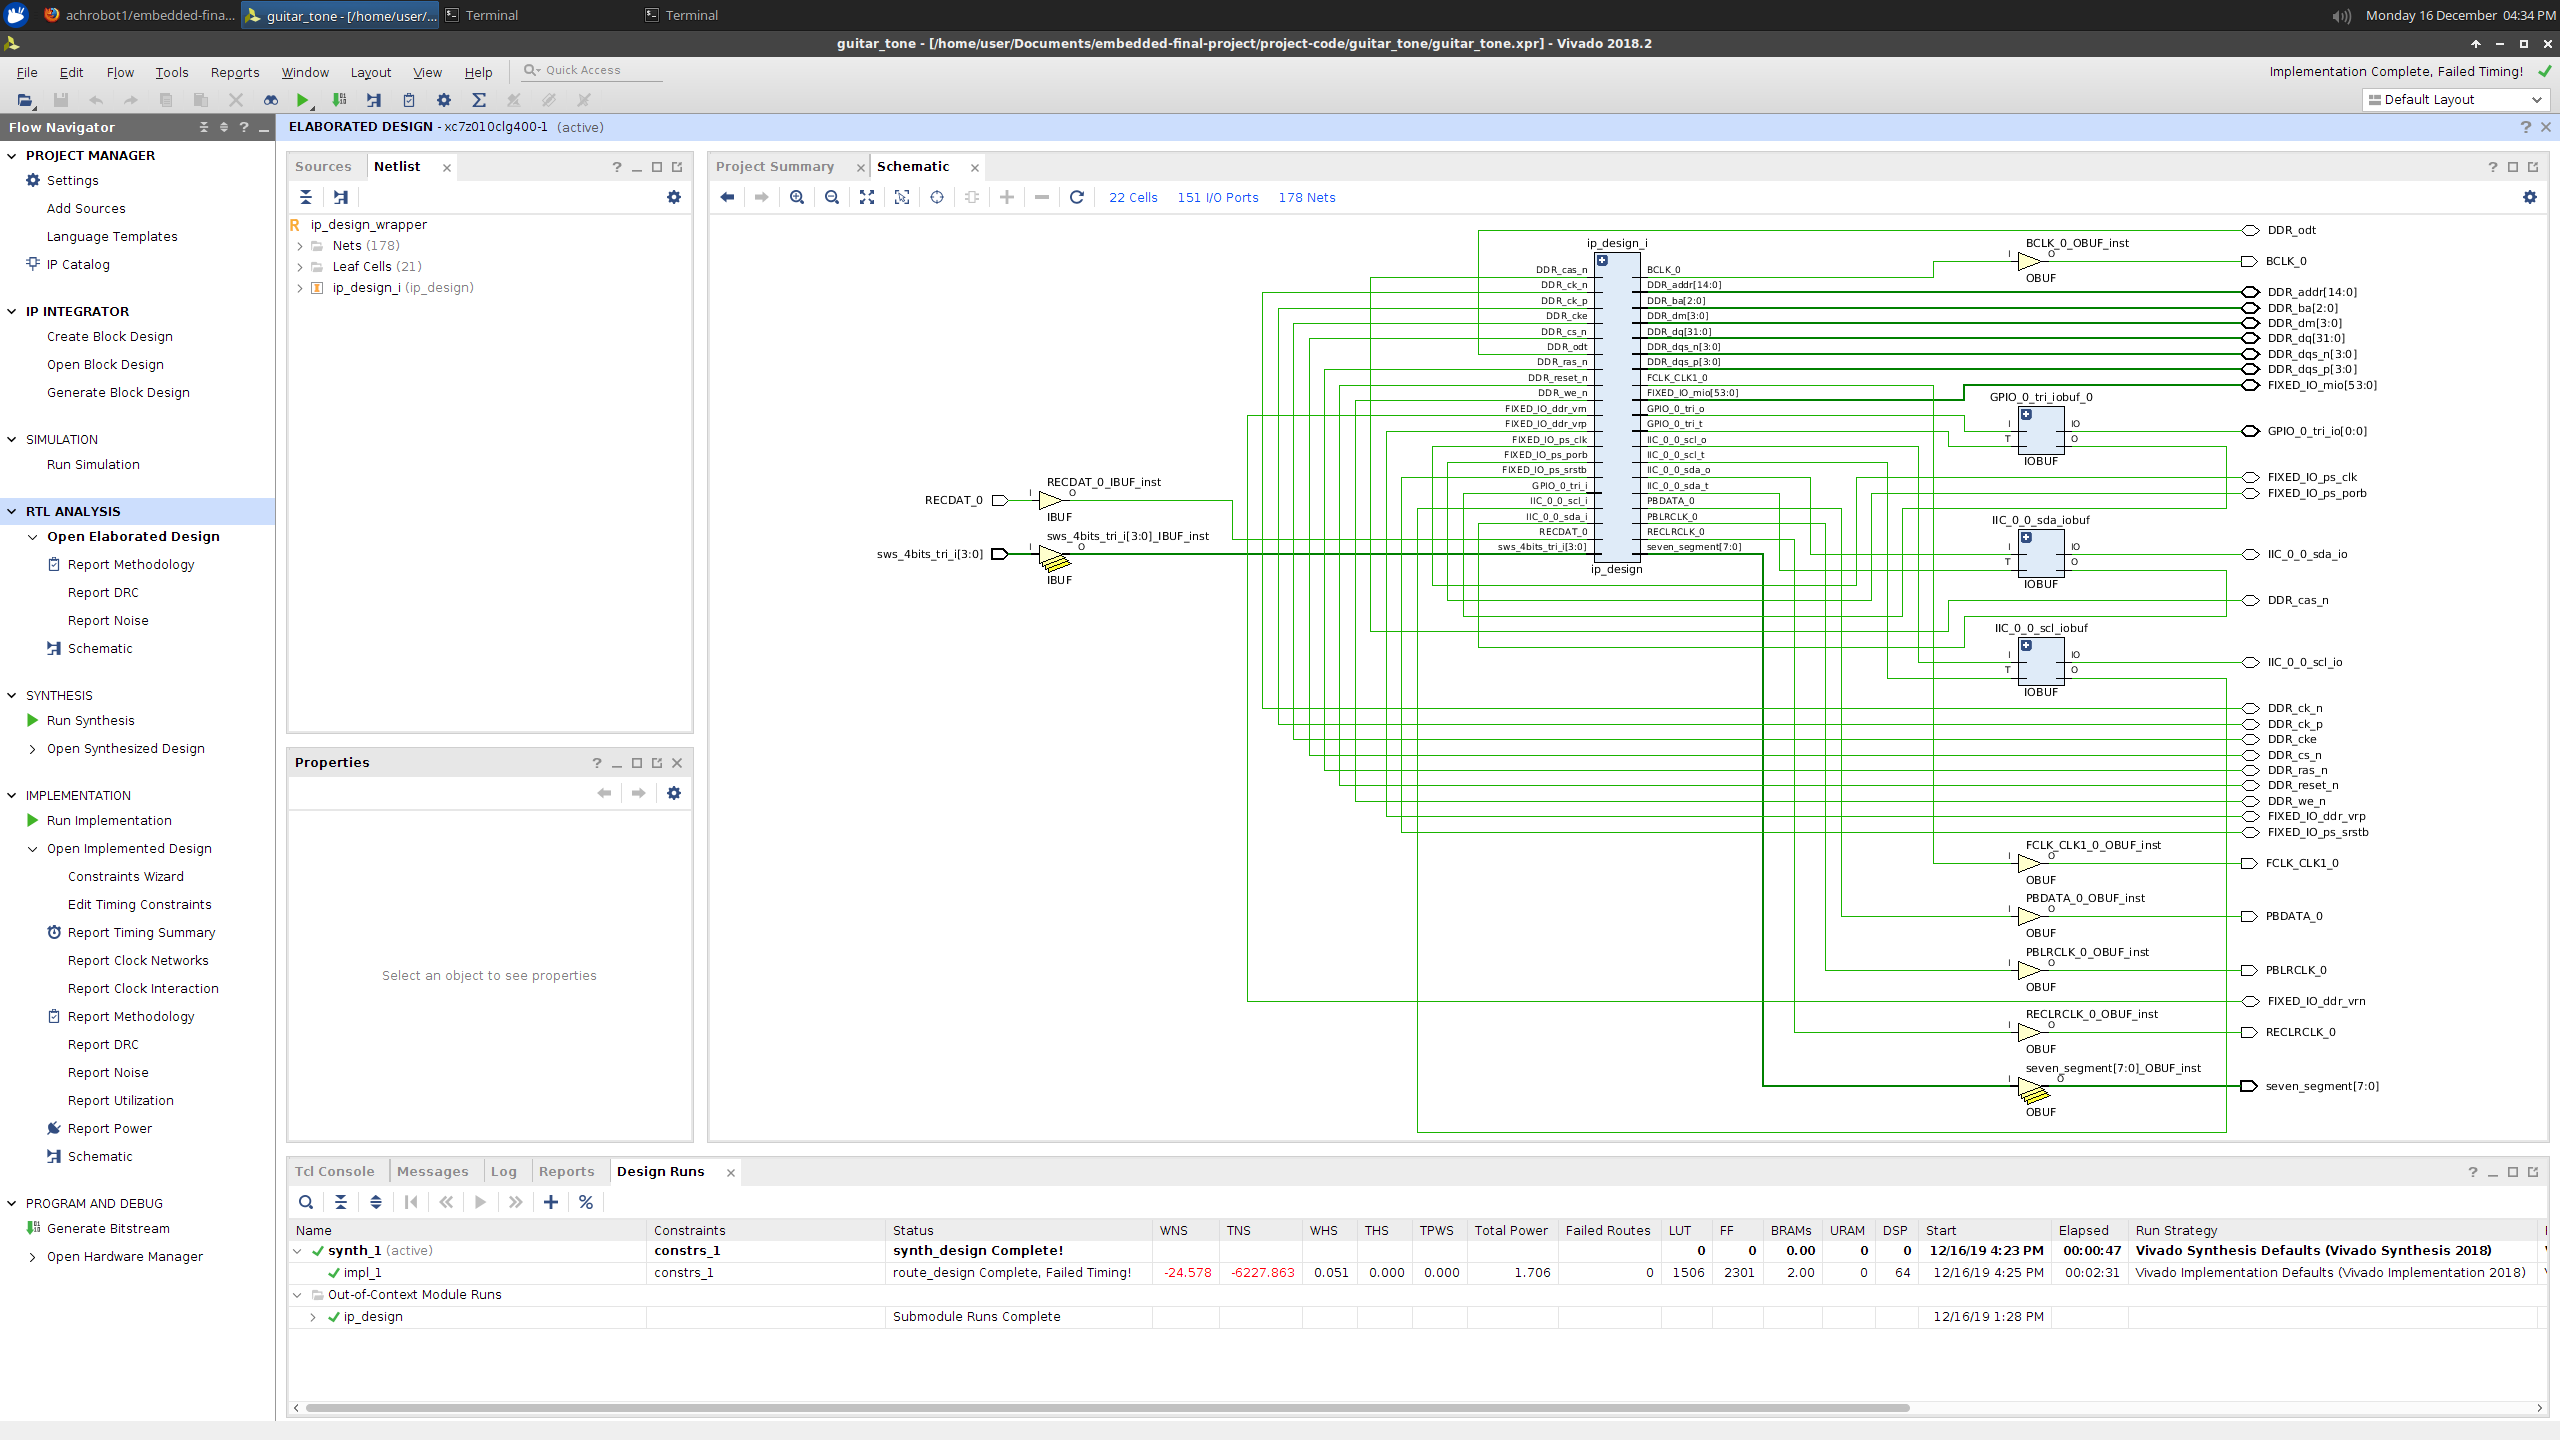 achrobot1/embedded-fina... guitar_tone - [/home/user/... Terminal Terminal Monday 16 December 04:34 PM
guitar_tone - [/home/user/Documents/embedded-final-project/project-code/guitar_tone/guitar_tone.xpr] - Vivado 2018.2
File Edit Flow Tools Reports Window Layout View Help Quick Access Implementation Complete, Failed Timing!
Default Layout
Flow Navigator
ELABORATED DESIGN - xc7z010clg400-1 (active)
PROJECT MANAGER
Settings
Add Sources
Language Templates
IP Catalog
IP INTEGRATOR
Create Block Design
Open Block Design
Generate Block Design
SIMULATION
Run Simulation
RTL ANALYSIS
Open Elaborated Design
Report Methodology
Report DRC
Report Noise
Schematic
SYNTHESIS
Run Synthesis
Open Synthesized Design
IMPLEMENTATION
Run Implementation
Open Implemented Design
Constraints Wizard
Edit Timing Constraints
Report Timing Summary
Report Clock Networks
Report Clock Interaction
Report Methodology
Report DRC
Report Noise
Report Utilization
Report Power
Schematic
PROGRAM AND DEBUG
Generate Bitstream
Open Hardware Manager
Sources Netlist
ip_design_wrapper
Nets (178)
Leaf Cells (21)
ip_design_i (ip_design)
Properties
Select an object to see properties
Project Summary Schematic
22 Cells 151 I/O Ports 178 Nets
RECDAT_0
RECDAT_0_IBUF_inst
I O
IBUF
sws_4bits_tri_i[3:0]
sws_4bits_tri_i[3:0]_IBUF_inst
I O
IBUF
ip_design_i
DDR_cas_n
DDR_ck_n
DDR_ck_p
DDR_cke
DDR_cs_n
DDR_odt
DDR_ras_n
DDR_reset_n
DDR_we_n
FIXED_IO_ddr_vrn
FIXED_IO_ddr_vrp
FIXED_IO_ps_clk
FIXED_IO_ps_porb
FIXED_IO_ps_srstb
GPIO_0_tri_i
IIC_0_0_scl_i
IIC_0_0_sda_i
RECDAT_0
sws_4bits_tri_i[3:0]
BCLK_0
DDR_addr[14:0]
DDR_ba[2:0]
DDR_dm[3:0]
DDR_dq[31:0]
DDR_dqs_n[3:0]
DDR_dqs_p[3:0]
FCLK_CLK1_0
FIXED_IO_mio[53:0]
GPIO_0_tri_o
GPIO_0_tri_t
IIC_0_0_scl_o
IIC_0_0_scl_t
IIC_0_0_sda_o
IIC_0_0_sda_t
PBDATA_0
PBLRCLK_0
RECLRCLK_0
seven_segment[7:0]
ip_design
BCLK_0_OBUF_inst
I O
OBUF
GPIO_0_tri_iobuf_0
I IO
T O
IOBUF
IIC_0_0_sda_iobuf
I IO
T O
IOBUF
IIC_0_0_scl_iobuf
I IO
T O
IOBUF
FCLK_CLK1_0_OBUF_inst
I O
OBUF
PBDATA_0_OBUF_inst
I O
OBUF
PBLRCLK_0_OBUF_inst
I O
OBUF
RECLRCLK_0_OBUF_inst
I O
OBUF
seven_segment[7:0]_OBUF_inst
I O
OBUF
DDR_odt
BCLK_0
DDR_addr[14:0]
DDR_ba[2:0]
DDR_dm[3:0]
DDR_dq[31:0]
DDR_dqs_n[3:0]
DDR_dqs_p[3:0]
FIXED_IO_mio[53:0]
GPIO_0_tri_io[0:0]
FIXED_IO_ps_clk
FIXED_IO_ps_porb
IIC_0_0_sda_io
DDR_cas_n
IIC_0_0_scl_io
DDR_ck_n
DDR_ck_p
DDR_cke
DDR_cs_n
DDR_ras_n
DDR_reset_n
DDR_we_n
FIXED_IO_ddr_vrp
FIXED_IO_ps_srstb
FCLK_CLK1_0
PBDATA_0
PBLRCLK_0
FIXED_IO_ddr_vrn
RECLRCLK_0
seven_segment[7:0]
Tcl Console Messages Log Reports Design Runs
Name Constraints Status WNS TNS WHS THS TPWS Total Power Failed Routes LUT FF BRAMs URAM DSP Start Elapsed Run Strategy
synth_1 (active) constrs_1 synth_design Complete! 0 0 0.00 0 0 12/16/19 4:23 PM 00:00:47 Vivado Synthesis Defaults (Vivado Synthesis 2018)
impl_1 constrs_1 route_design Complete, Failed Timing! -24.578 -6227.863 0.051 0.000 0.000 1.706 0 1506 2301 2.00 0 64 12/16/19 4:25 PM 00:02:31 Vivado Implementation Defaults (Vivado Implementation 2018)
Out-of-Context Module Runs
ip_design Submodule Runs Complete 12/16/19 1:28 PM